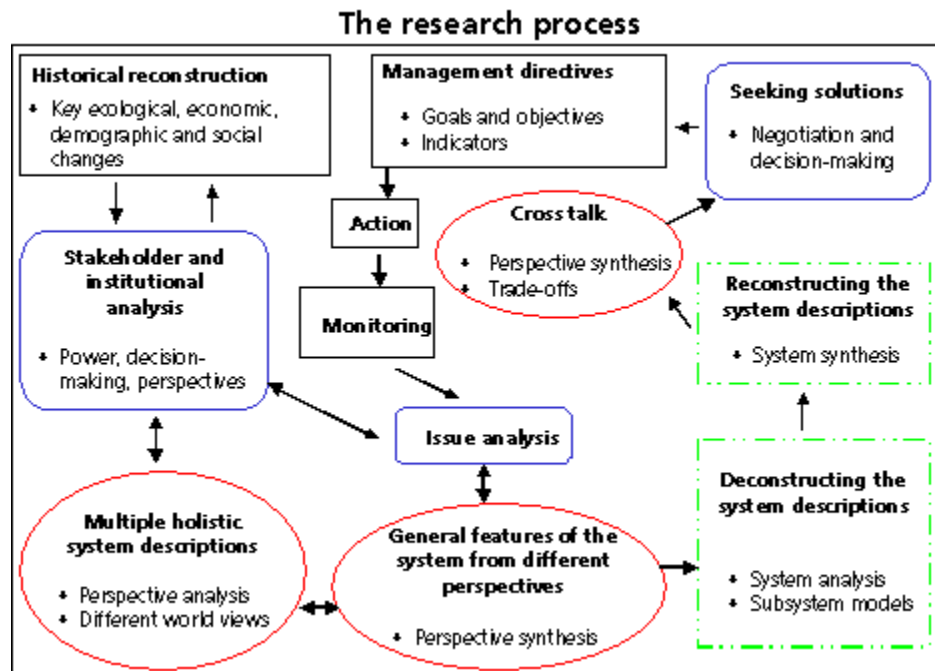 The research process
Historical reconstruction
♦ Key ecological, economic,
demographic and social
changes
Management directives
♦ Goals and objectives
♦ Indicators
Seeking solutions
♦ Negotiation and
decision-making
Action
Cross talk
♦ Perspective synthesis
♦ Trade-offs
Stakeholder and
institutional
analysis
♦ Power, decision-
making, perspectives
Monitoring
Reconstructing the
system descriptions
♦ System synthesis
Issue analysis
Deconstructing the
system descriptions
♦ System analysis
♦ Subsystem models
Multiple holistic
system descriptions
♦ Perspective analysis
♦ Different world views
General features of the
system from different
perspectives
♦ Perspective synthesis